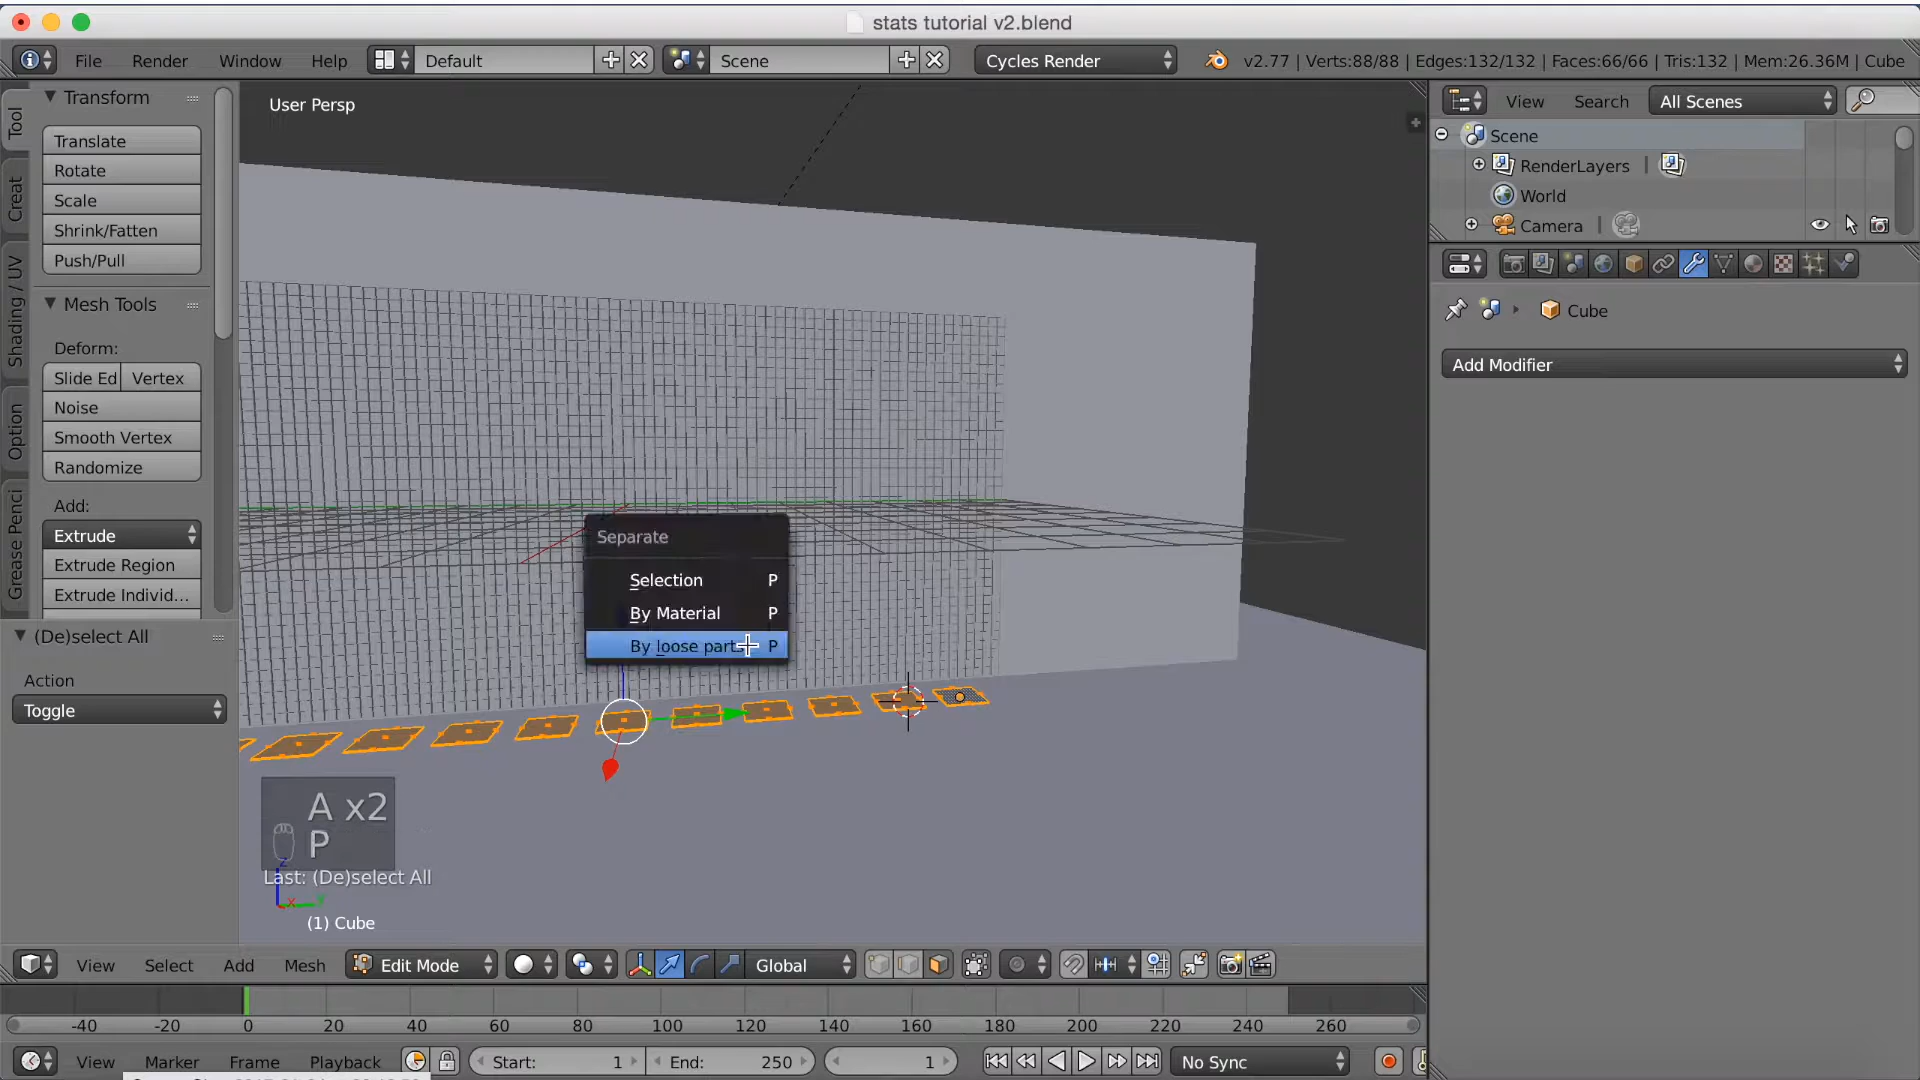 stats tutorial v2.blend
File Render Window Help Default Scene Cycles Render v2.77 | Verts:88/88 | Edges:132/132 | Faces:66/66 | Tris:132 | Mem:26.36M | Cube
Tool
Creat
Shading / UV
Option
Grease Penci
Transform
Translate
Rotate
Scale
Shrink/Fatten
Push/Pull
Mesh Tools
Deform:
Slide Ed Vertex
Noise
Smooth Vertex
Randomize
Add:
Extrude
Extrude Region
Extrude Individ...
(De)select All
Action
Toggle
User Persp
Separate
Selection P
By Material P
By loose parts P
A x2
P
Last: (De)select All
(1) Cube
View Search All Scenes
Scene
RenderLayers
World
Camera
Cube
Add Modifier
View Select Add Mesh Edit Mode Global
-40 -20 0 20 40 60 80 100 120 140 160 180 200 220 240 260
View Marker Frame Playback Start: 1 End: 250 1 No Sync